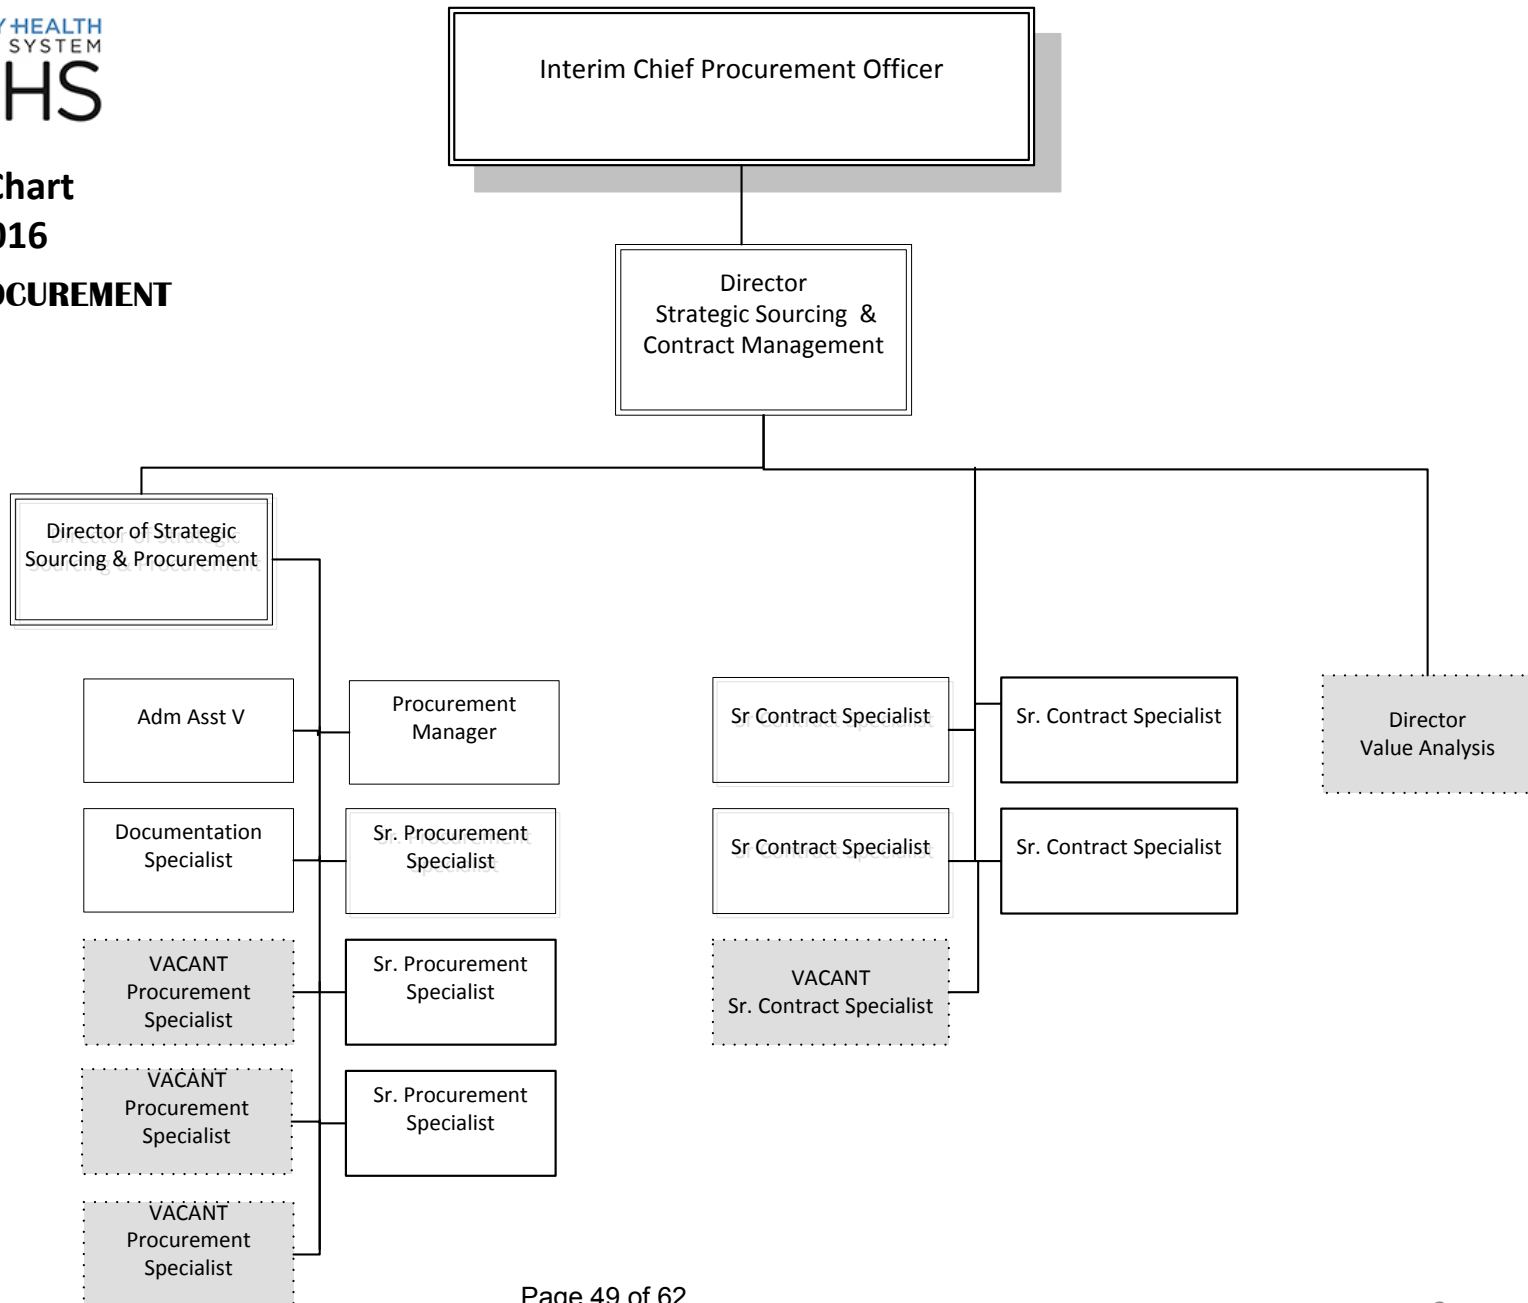 HEALTH
SYSTEM
HS
Chart
016
OCUREMENT
Interim Chief Procurement Officer
Director
Strategic Sourcing &
Contract Management
Director of Strategic
Sourcing & Procurement
Adm Asst V
Procurement
Manager
Sr Contract Specialist
Sr. Contract Specialist
Director
Value Analysis
Documentation
Specialist
Sr. Procurement
Specialist
Sr Contract Specialist
Sr. Contract Specialist
VACANT
Procurement
Specialist
Sr. Procurement
Specialist
VACANT
Sr. Contract Specialist
VACANT
Procurement
Specialist
Sr. Procurement
Specialist
VACANT
Procurement
Specialist
Page 49 of 62